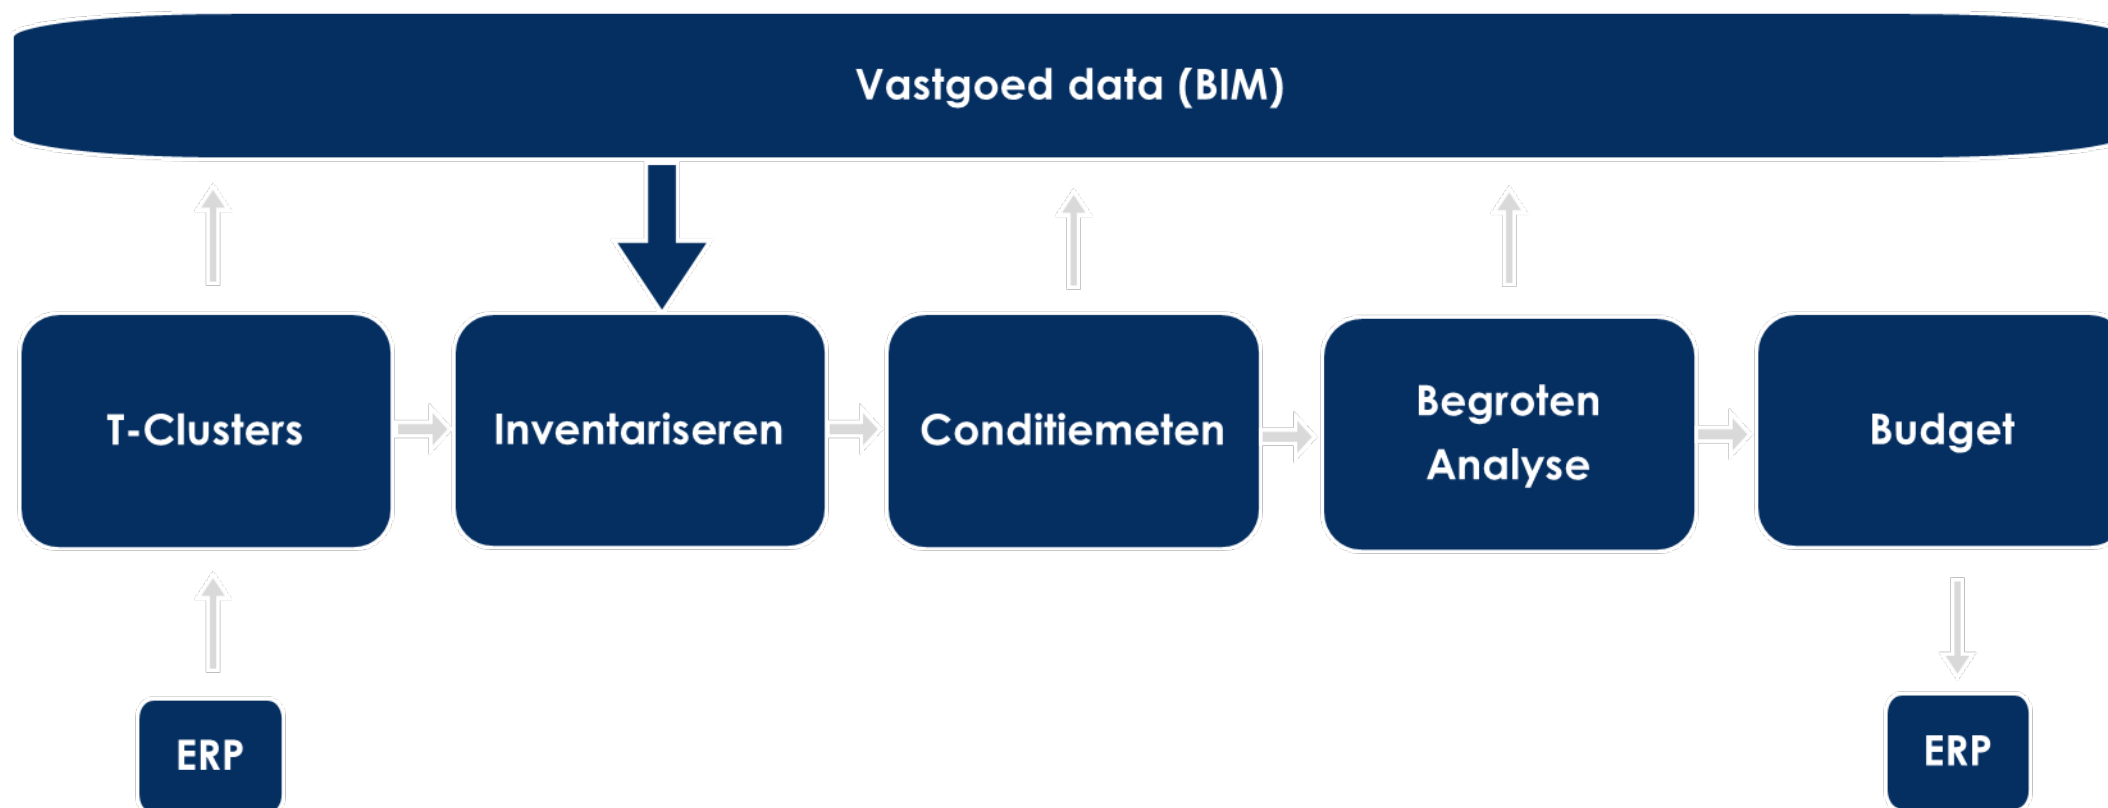 Vastgoed data (BIM)
T-Clusters
Inventariseren
Conditiemeten
Begroten
Analyse
Budget
ERP
ERP